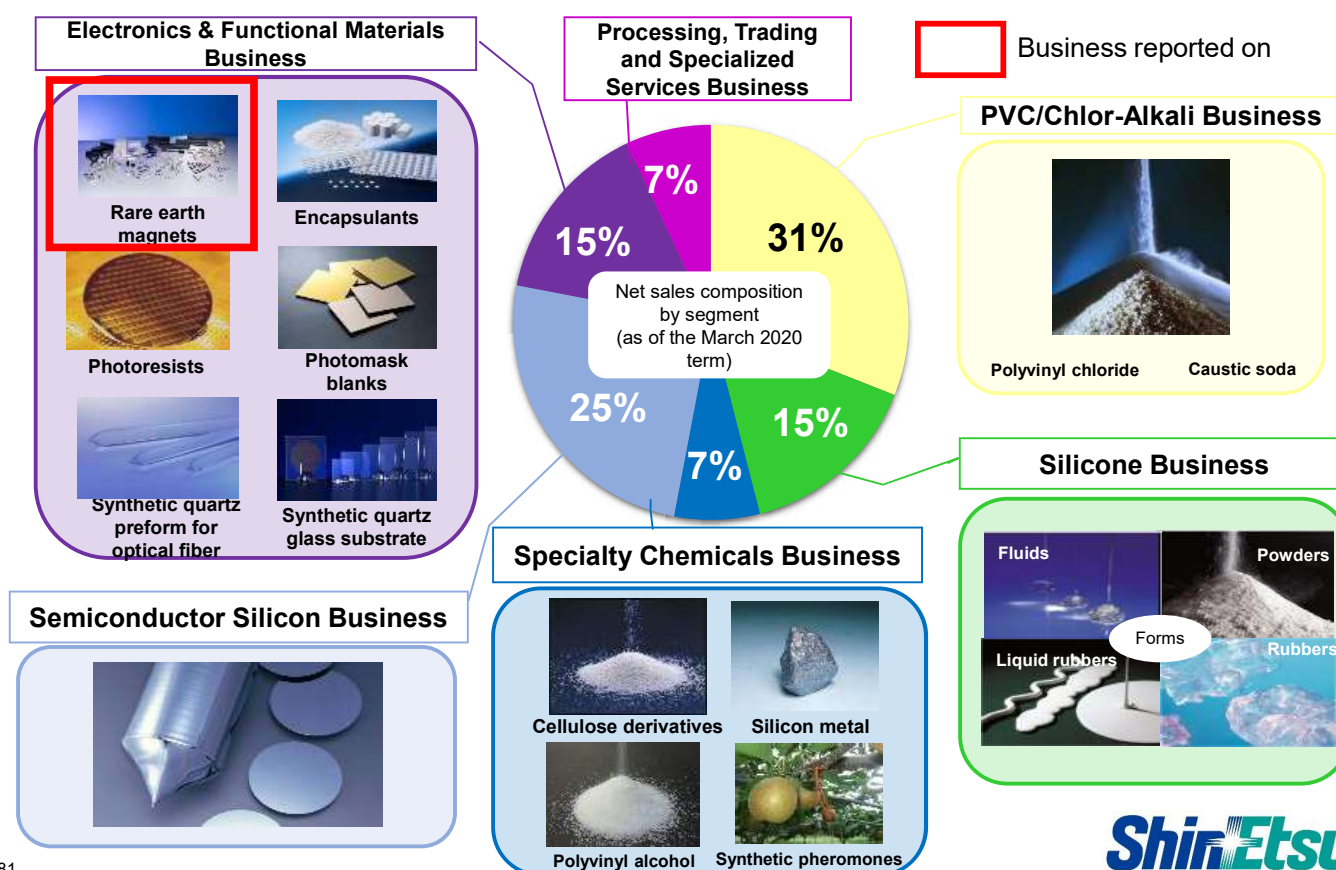 Electronics & Functional Materials
Business
Rare earth
magnets
Encapsulants
Photoresists
Photomask
blanks
Synthetic quartz
preform for
optical fiber
Synthetic quartz
glass substrate
Processing, Trading
and Specialized
Services Business
Business reported on
PVC/Chlor-Alkali Business
Polyvinyl chloride
Caustic soda
7%
15%
31%
Net sales composition
by segment
(as of the March 2020
term)
25%
15%
7%
Silicone Business
Fluids
Powders
Forms
Liquid rubbers
Rubbers
Specialty Chemicals Business
Cellulose derivatives
Silicon metal
Polyvinyl alcohol
Synthetic pheromones
Semiconductor Silicon Business
81
ShinEtsu